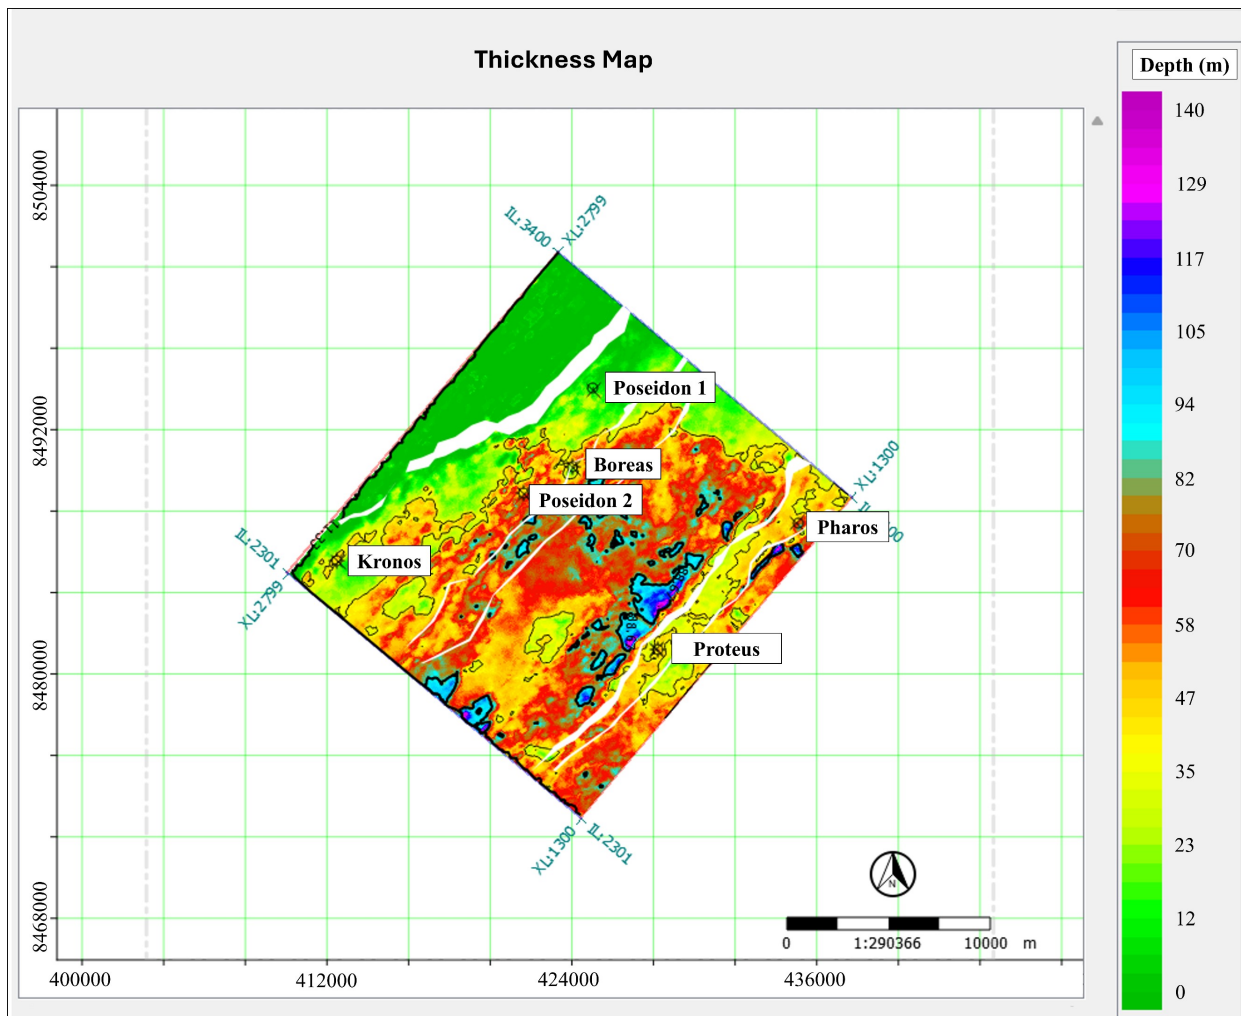 Thickness Map
Depth (m)
140
129
117
105
94
82
70
58
47
35
23
12
0
8504000
8492000
8480000
8468000
400000
412000
424000
436000
IL:3400
XL:2799
XL:1300
IL:2301
XL:2799
XL:1300
IL:2301
Poseidon 1
Boreas
Poseidon 2
Pharos
Kronos
Proteus
N
0
1:290366
10000 m